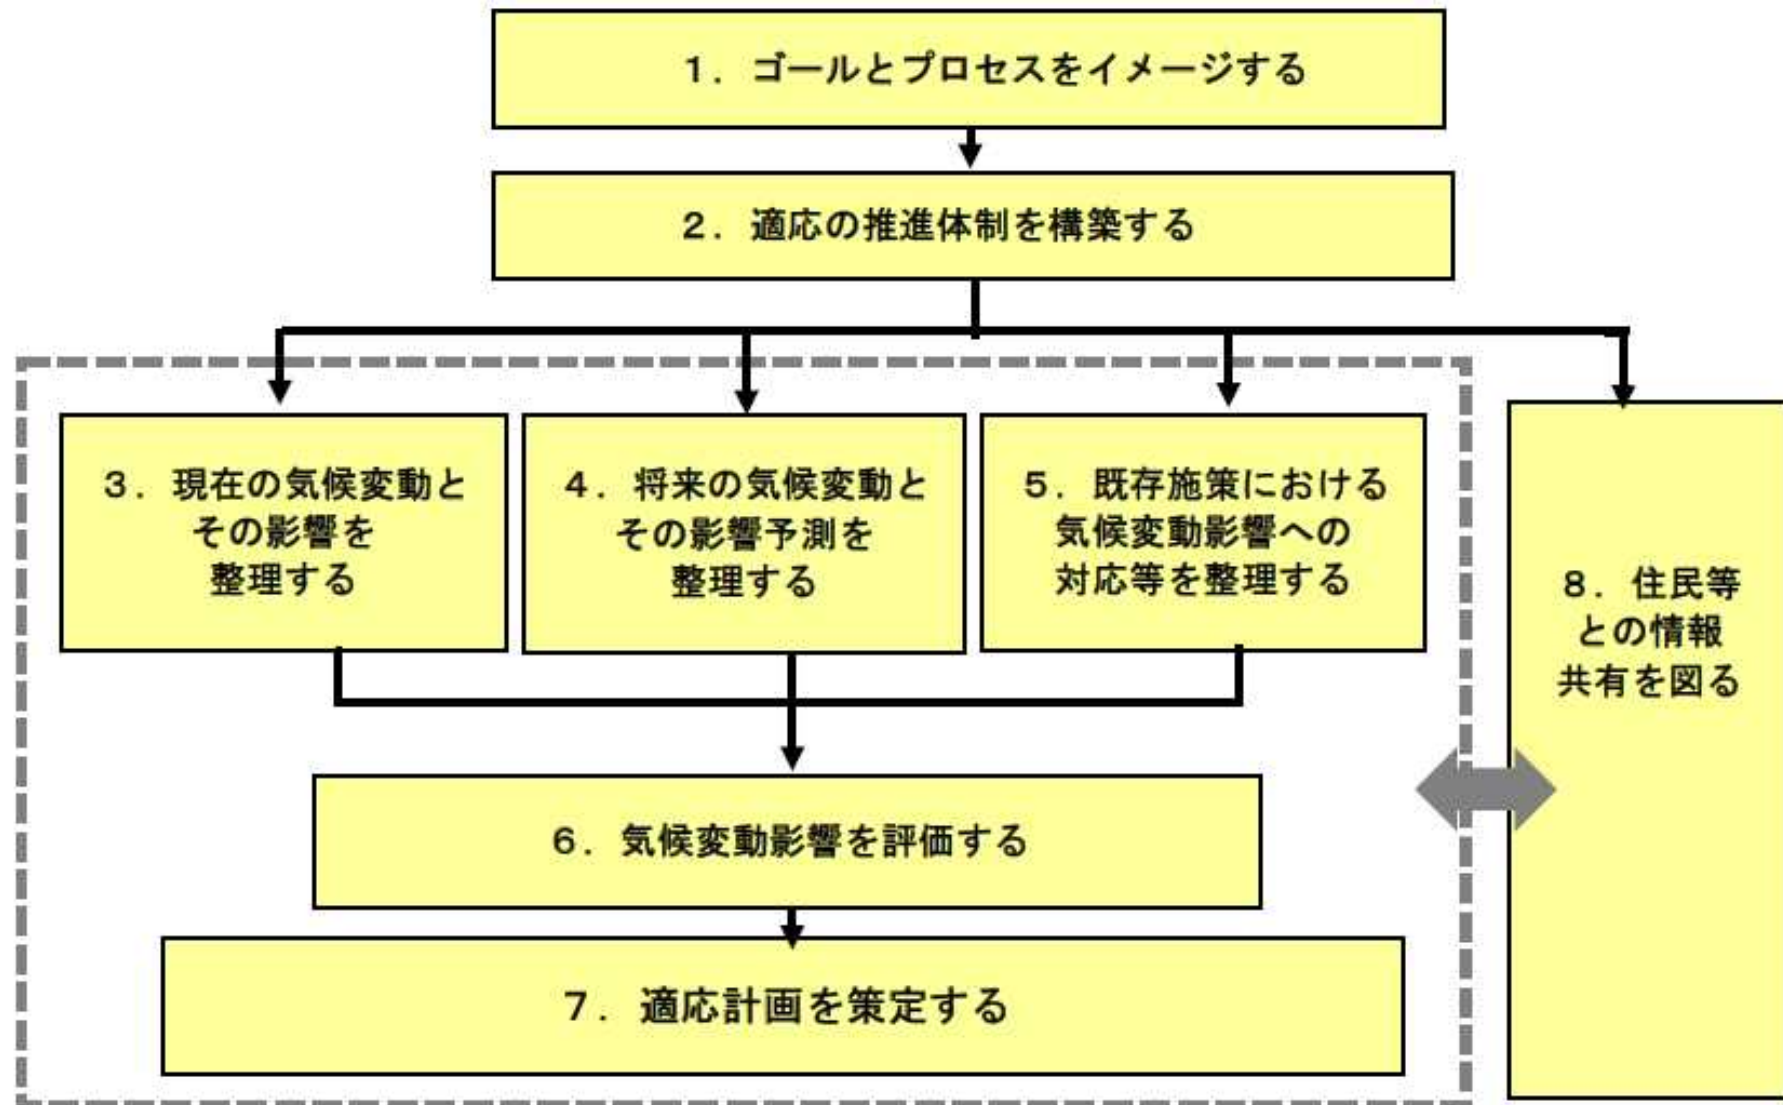 １．ゴールとプロセスをイメージする
２．適応の推進体制を構築する
３．現在の気候変動と
その影響を
整理する
４．将来の気候変動と
その影響予測を
整理する
５．既存施策における
気候変動影響への
対応等を整理する
８．住民等
との情報
共有を図る
６．気候変動影響を評価する
７．適応計画を策定する